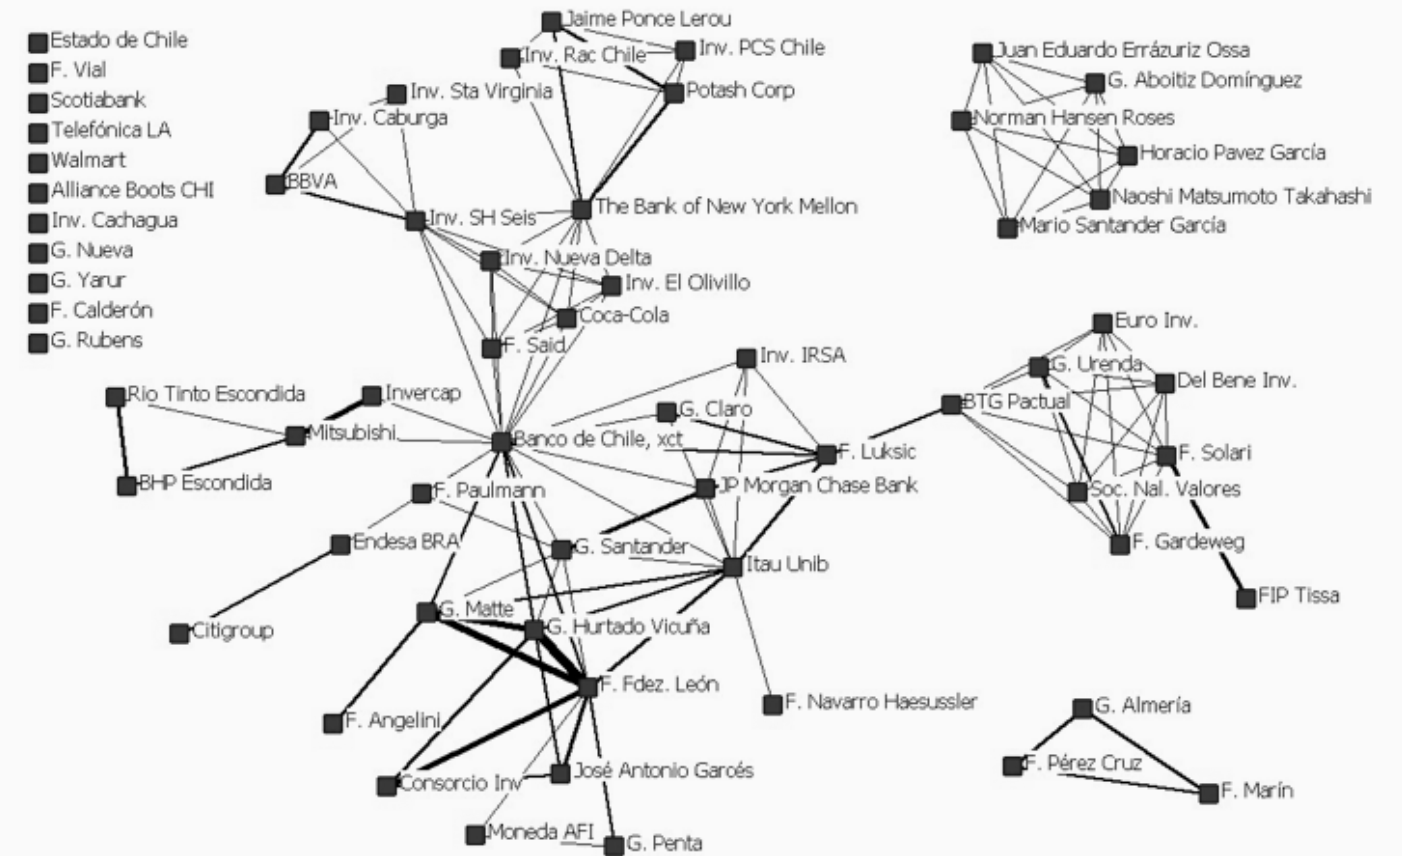 Estado de Chile
F. Vial
Scotiabank
Telefónica LA
Walmart
Alliance Boots CHI
Inv. Cachagua
G. Nueva
G. Yarur
F. Calderón
G. Rubens
Jaime Ponce Lerou
Inv. Rac Chile
Inv. PCS Chile
Potash Corp
Inv. Sta Virginia
Inv. Caburga
BBVA
Inv. SH Seis
The Bank of New York Mellon
Inv. Nueva Delta
Inv. El Olivillo
Coca-Cola
F. Said
Juan Eduardo Errázuriz Ossa
G. Aboitiz Domínguez
Norman Hansen Roses
Horacio Pavez García
Naoshi Matsumoto Takahashi
Mario Santander García
Rio Tinto Escondida
Invercap
Mitsubishi
BHP Escondida
Banco de Chile, xct
Inv. IRSA
G. Claro
F. Luksic
JP Morgan Chase Bank
F. Paulmann
Endesa BRA
G. Santander
Itau Unib
Citigroup
G. Matte
G. Hurtado Vicuña
F. Fdez. León
F. Navarro Haesussler
F. Angelini
Consorcio Inv
José Antonio Garcés
Moneda AFI
G. Penta
Euro Inv.
G. Urenda
Del Bene Inv.
BTG Pactual
F. Solari
Soc. Nal. Valores
F. Gardeweg
FIP Tissa
G. Almería
F. Pérez Cruz
F. Marín